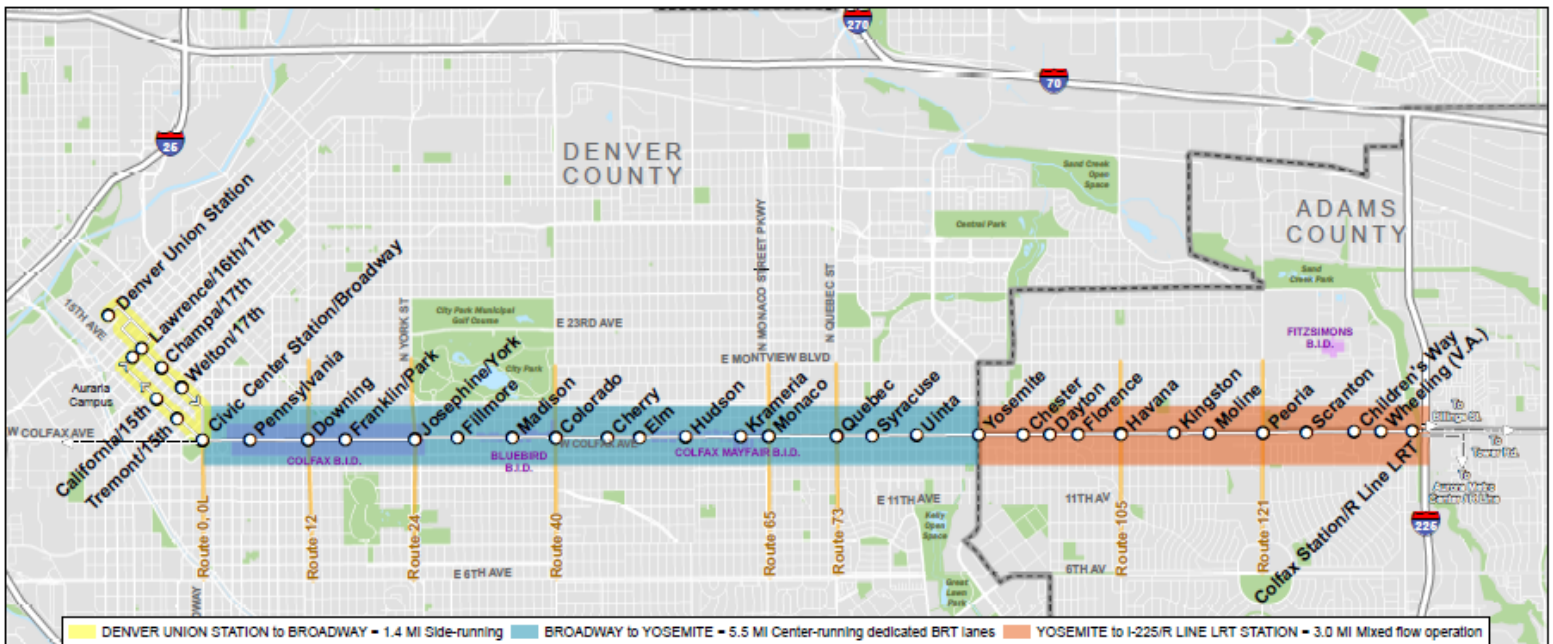 270
70
25
DENVER
COUNTY
ADAMS
COUNTY
Sand Creek
Open
Space
Central Park
Sand
Creek Park
N MONACO STREET PKWY
N QUEBEC ST
N YORK ST
City Park Municipal
Golf Course
E 23RD AVE
City Park
E MONTVIEW BLVD
FITZSIMONS
B.I.D.
15TH AVE
Auraria
Campus
W COLFAX AVE
Denver Union Station
Lawrence/16th/17th
Champa/17th
Welton/17th
California/15th
Tremont/15th
Civic Center Station/Broadway
Pennsylvania
Downing
Franklin/Park
Josephine/York
Fillmore
Madison
Colorado
Cherry
Elm
Hudson
Krameria
Monaco
Quebec
Syracuse
Uinta
Yosemite
Chester
Dayton
Florence
Havana
Kingston
Moline
Peoria
Scranton
Children's Way
Wheeling (V.A.)
Colfax Station/R Line LRT
To
Billings St.
To
Tower Rd.
To
Aurora Metro
Center / R Line
COLFAX B.I.D.
BLUEBIRD
B.I.D.
W COLFAX AVE
COLFAX MAYFAIR B.I.D.
E 11TH AVE
11TH AV
Kelly
Open
Space
225
Route 0, 0L
Route 12
Route 24
Route 40
Route 65
Route 73
Route 105
Route 121
E 6TH AVE
6TH AV
Great
Lawn
Park
DENVER UNION STATION to BROADWAY = 1.4 MI Side-running
BROADWAY to YOSEMITE = 5.5 MI Center-running dedicated BRT lanes
YOSEMITE to I-225/R LINE LRT STATION = 3.0 MI Mixed flow operation